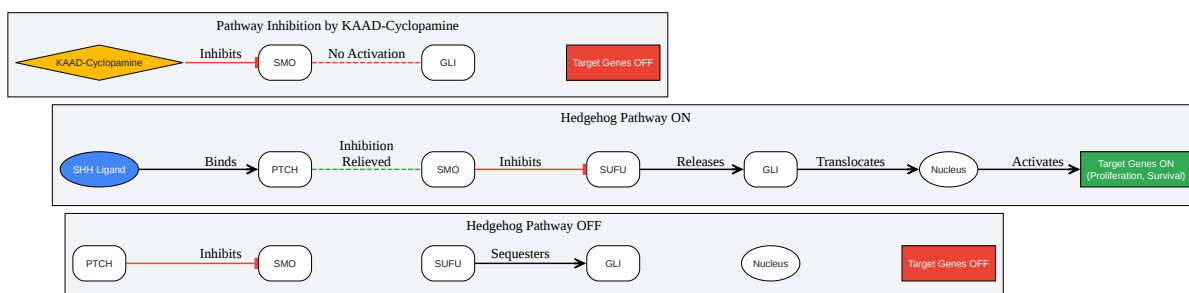 Pathway Inhibition by KAAD-Cyclopamine
KAAD-Cyclopamine
Inhibits
SMO
No Activation
GLI
Target Genes OFF
Hedgehog Pathway ON
SHH Ligand
Binds
PTCH
Inhibition
Relieved
SMO
Inhibits
SUFU
Releases
GLI
Translocates
Nucleus
Activates
Target Genes ON
(Proliferation, Survival)
Hedgehog Pathway OFF
PTCH
Inhibits
SMO
SUFU
Sequesters
GLI
Nucleus
Target Genes OFF